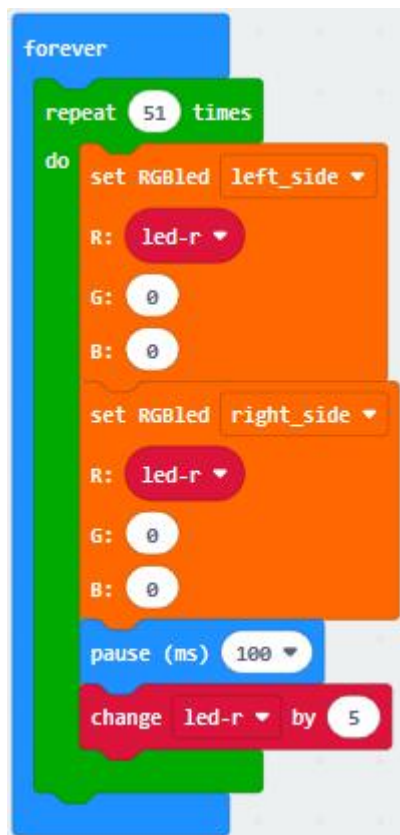 forever
repeat 51 times
do
set RGBled left_side
R: led-r
G: 0
B: 0
set RGBled right_side
R: led-r
G: 0
B: 0
pause (ms) 100
change led-r by 5